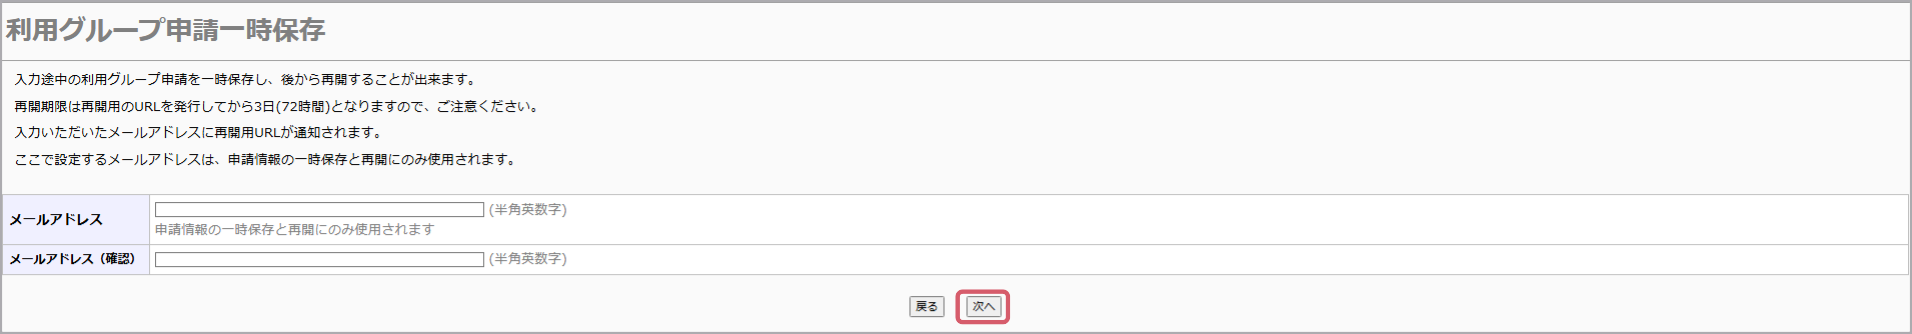 利用グループ申請一時保存
入力途中の利用グループ申請を一時保存し、後から再開することが出来ます。
再開期限は再開用のURLを発行してから3日(72時間)となりますので、ご注意ください。
入力いただいたメールアドレスに再開用URLが通知されます。
ここで設定するメールアドレスは、申請情報の一時保存と再開にのみ使用されます。
メールアドレス (半角英数字)
申請情報の一時保存と再開にのみ使用されます
メールアドレス（確認） (半角英数字)
戻る 次へ